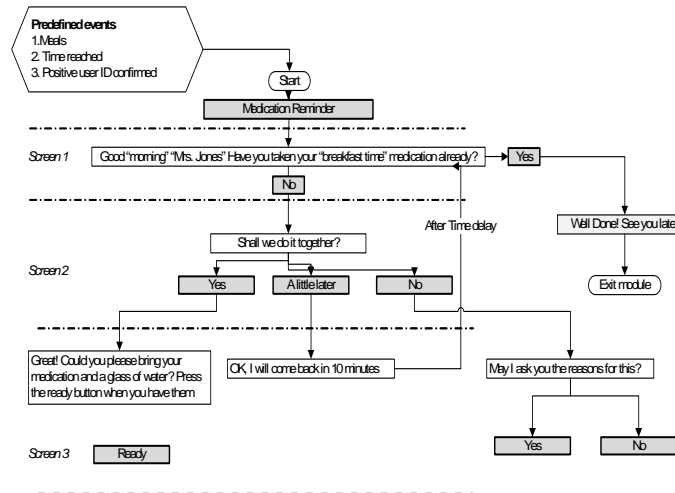 Predefined events
1.Meals
2. Time reached
3. Positive user ID confirmed
Start
Medication Reminder
Screen 1
Good "morning" "Mrs. Jones" Have you taken your "breakfast time" medication already?
Yes
No
After Time delay
Well Done! See you late
Shall we do it together?
Screen 2
Yes
A little later
No
Exit module
Great! Could you please bring your
medication and a glass of water? Press
the ready button when you have them
OK, I will come back in 10 minutes
May I ask you the reasons for this?
Yes
No
Screen 3
Ready